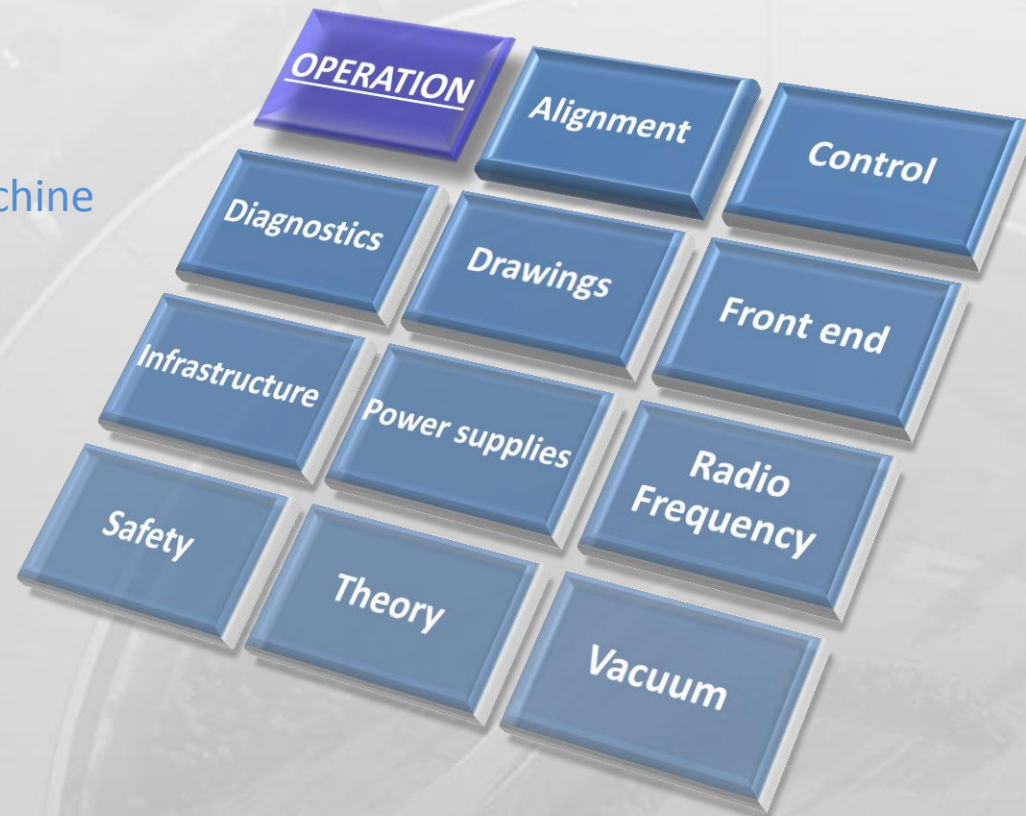 OPERATION
Alignment
Control
chine
Diagnostics
Drawings
Front end
Infrastructure
Power supplies
Radio
Frequency
Safety
Theory
Vacuum